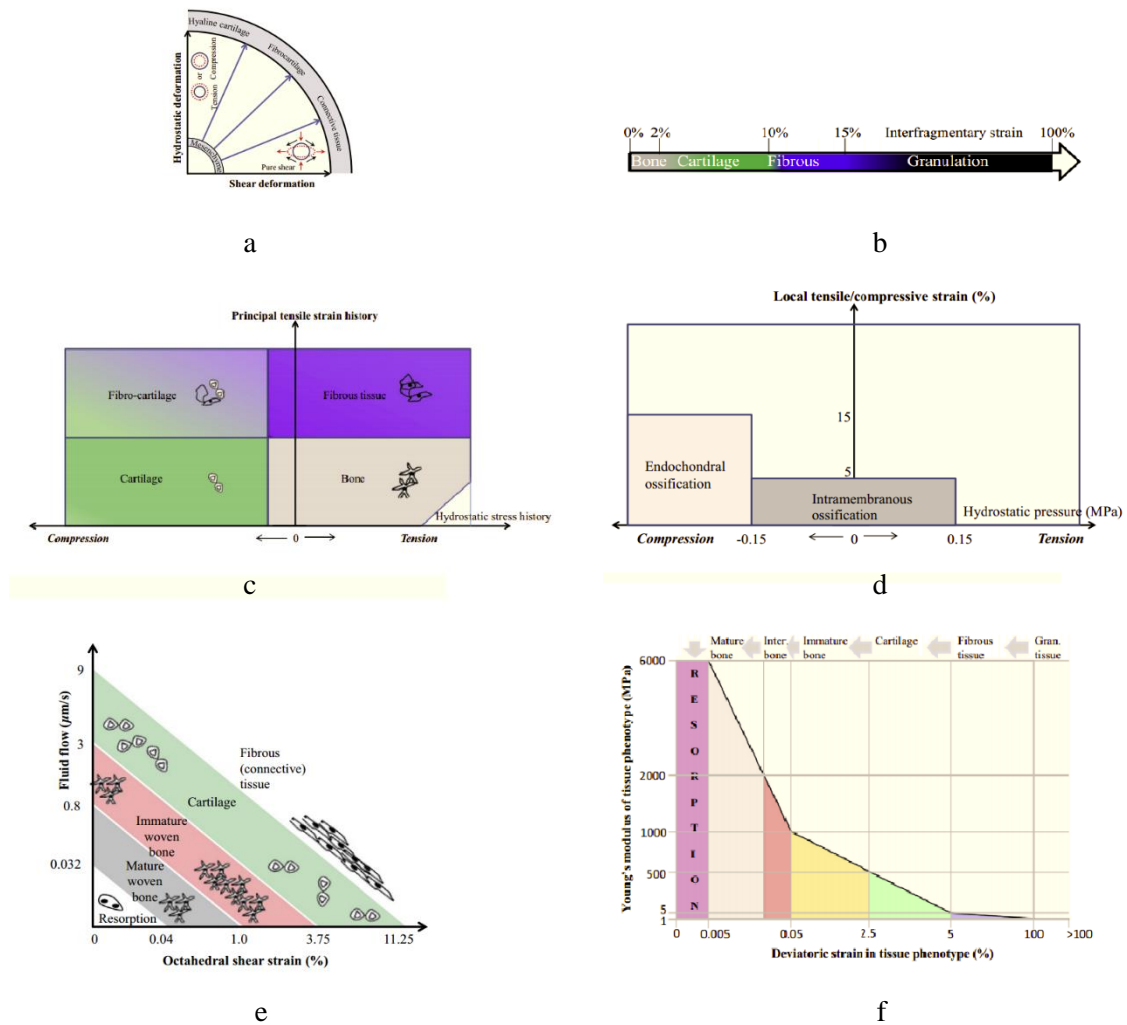 Hyaline cartilage
Fibrocartilage
Connective tissue
Hydrostatic deformation
Tension or Compression
Mesenchyme
Pure shear
Shear deformation
a
0% 2% 10% 15% Interfragmentary strain 100%
Bone Cartilage Fibrous Granulation
b
Principal tensile strain history
Fibro-cartilage
Fibrous tissue
Cartilage
Bone
Hydrostatic stress history
Compression 0 Tension
c
Local tensile/compressive strain (%)
15
5
Endochondral
ossification
Intramembranous
ossification
Hydrostatic pressure (MPa)
Compression -0.15 0 0.15 Tension
d
Fluid flow (μm/s)
9
3
0.8
0.032
Fibrous
(connective)
tissue
Cartilage
Immature
woven
bone
Mature
woven
bone
Resorption
0 0.04 1.0 3.75 11.25
Octahedral shear strain (%)
e
Mature
bone
Inter.
bone
Immature
bone
Cartilage
Fibrous
tissue
Gran.
tissue
Young's modulus of tissue phenotype (MPa)
6000
2000
1000
500
5
1
R
E
S
O
R
P
T
I
O
N
0 0.005 0.05 2.5 5 100 >100
Deviatoric strain in tissue phenotype (%)
f